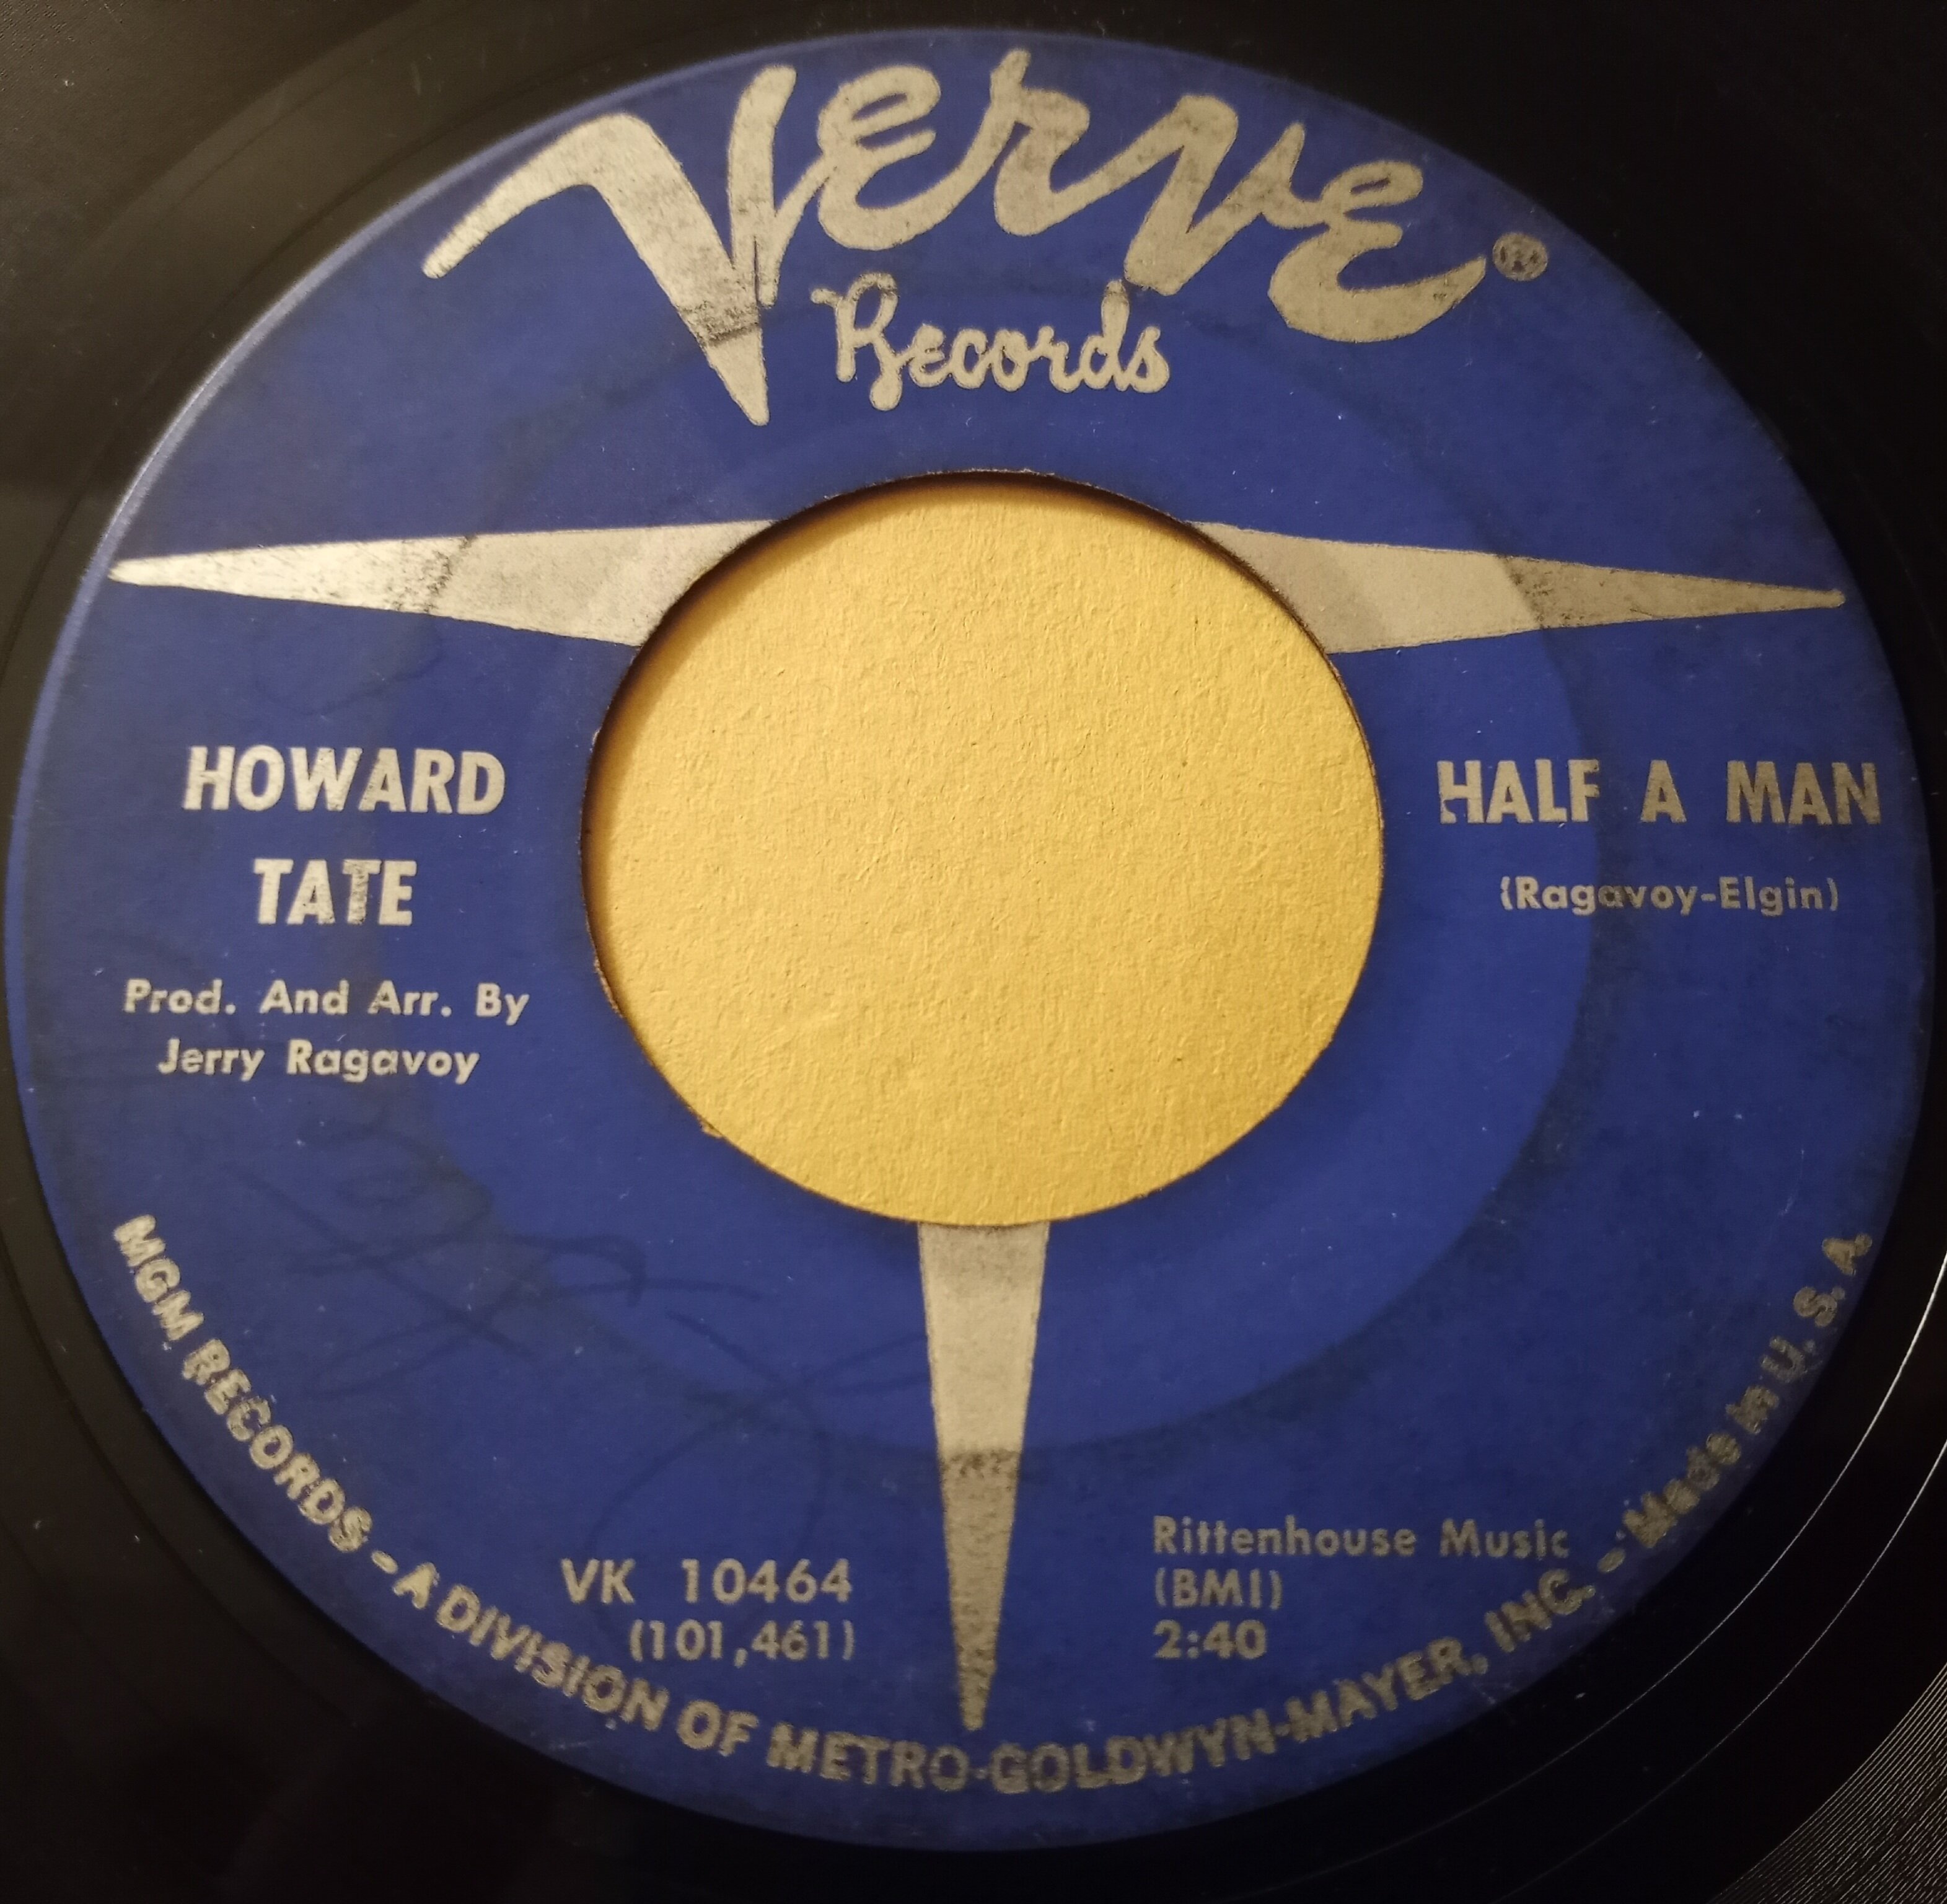 Verve ®
Records
HOWARD
TATE
Prod. And Arr. By
Jerry Ragavoy
HALF A MAN
(Ragavoy-Elgin)
VK 10464
(101,461)
Rittenhouse Music
(BMI)
2:40
MGM RECORDS - A DIVISION OF METRO-GOLDWYN-MAYER, INC. - Made in U. S. A.